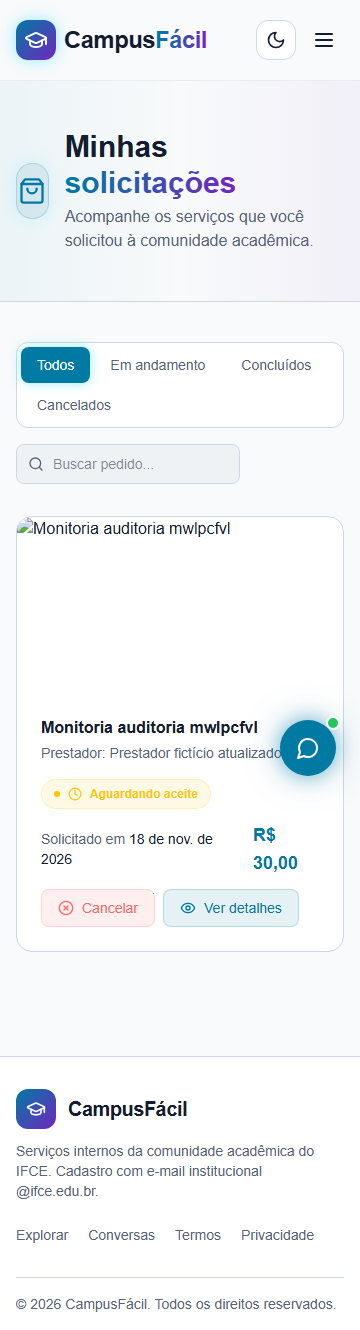 CampusFácil
Minhas
solicitações
Acompanhe os serviços que você
solicitou à comunidade acadêmica.
Todos
Em andamento
Concluídos
Cancelados
Buscar pedido...
Monitoria auditoria mwlpcfvl
Monitoria auditoria mwlpcfvl
Prestador: Prestador fictício atualizado
Aguardando aceite
Solicitado em 18 de nov. de
2026
R$
30,00
Cancelar
Ver detalhes
CampusFácil
Serviços internos da comunidade acadêmica do
IFCE. Cadastro com e-mail institucional
@ifce.edu.br.
Explorar
Conversas
Termos
Privacidade
© 2026 CampusFácil. Todos os direitos reservados.